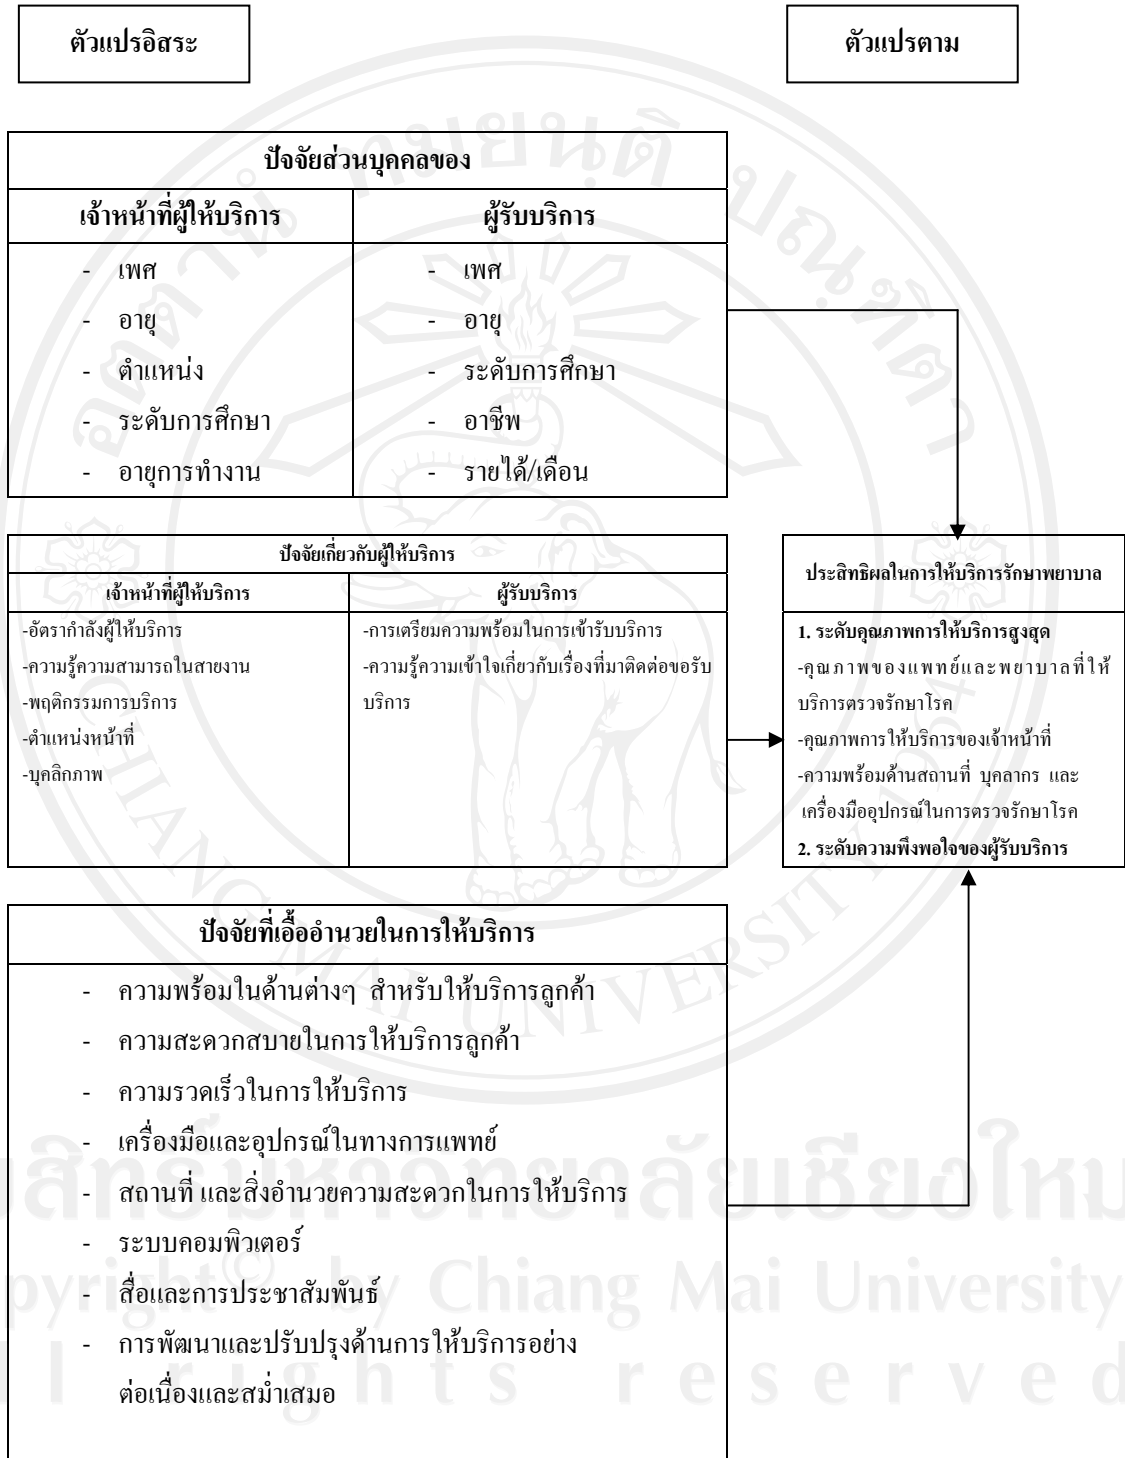 ตัวแปรอิสระ
ตัวแปรตาม
ปัจจัยส่วนบุคคลของ
เจ้าหน้าที่ผู้ให้บริการ
- เพศ
- อายุ
- ตำแหน่ง
- ระดับการศึกษา
- อายุการทำงาน
ผู้รับบริการ
- เพศ
- อายุ
- ระดับการศึกษา
- อาชีพ
- รายได้/เดือน
ปัจจัยเกี่ยวกับผู้ให้บริการ
เจ้าหน้าที่ผู้ให้บริการ
-อัตรากำลังผู้ให้บริการ
-ความรู้ความสามารถในสายงาน
-พฤติกรรมการบริการ
-ตำแหน่งหน้าที่
-บุคลิกภาพ
ผู้รับบริการ
-การเตรียมความพร้อมในการเข้ารับบริการ
-ความรู้ความเข้าใจเกี่ยวกับเรื่องที่มาติดต่อขอรับ
บริการ
ประสิทธิผลในการให้บริการรักษาพยาบาล
1. ระดับคุณภาพการให้บริการสูงสุด
-คุณภาพของแพทย์และพยาบาลที่ให้
บริการตรวจรักษาโรค
-คุณภาพการให้บริการของเจ้าหน้าที่
-ความพร้อมด้านสถานที่ บุคลากร และ
เครื่องมืออุปกรณ์ในการตรวจรักษาโรค
2. ระดับความพึงพอใจของผู้รับบริการ
ปัจจัยที่เอื้ออำนวยในการให้บริการ
- ความพร้อมในด้านต่างๆ สำหรับให้บริการลูกค้า
- ความสะดวกสบายในการให้บริการลูกค้า
- ความรวดเร็วในการให้บริการ
- เครื่องมือและอุปกรณ์ในทางการแพทย์
- สถานที่ และสิ่งอำนวยความสะดวกในการให้บริการ
- ระบบคอมพิวเตอร์
- สื่อและการประชาสัมพันธ์
- การพัฒนาและปรับปรุงด้านการให้บริการอย่าง
ต่อเนื่องและสม่ำเสมอ
อตฺตานํ ทมยนฺติ ปณฺฑิตา
CHIANG MAI UNIVERSITY 1964
สิทธิ์มหาวิทยาลัยเชียงใหม
pyright© by Chiang Mai University
l rights reserved